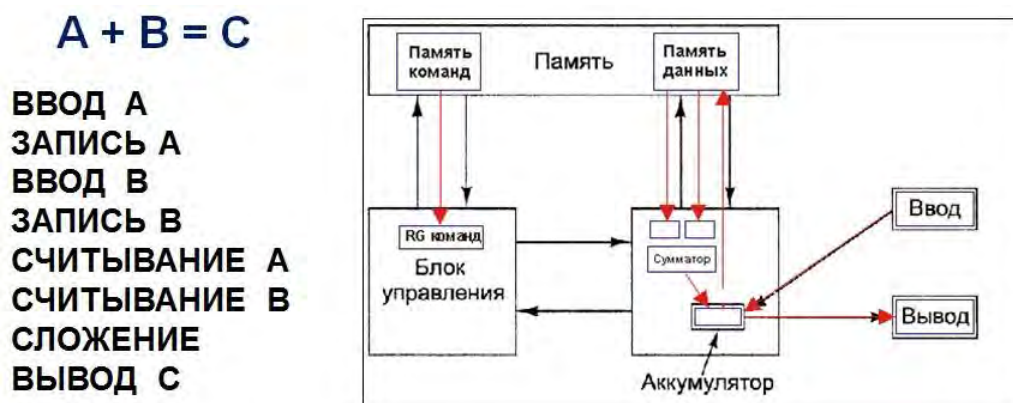 A + B = C
ВВОД А
ЗАПИСЬ А
ВВОД В
ЗАПИСЬ В
СЧИТЫВАНИЕ А
СЧИТЫВАНИЕ В
СЛОЖЕНИЕ
ВЫВОД С
Память
команд
Память
Память
данных
RG команд
Блок
управления
Сумматор
Аккумулятор
Ввод
Вывод